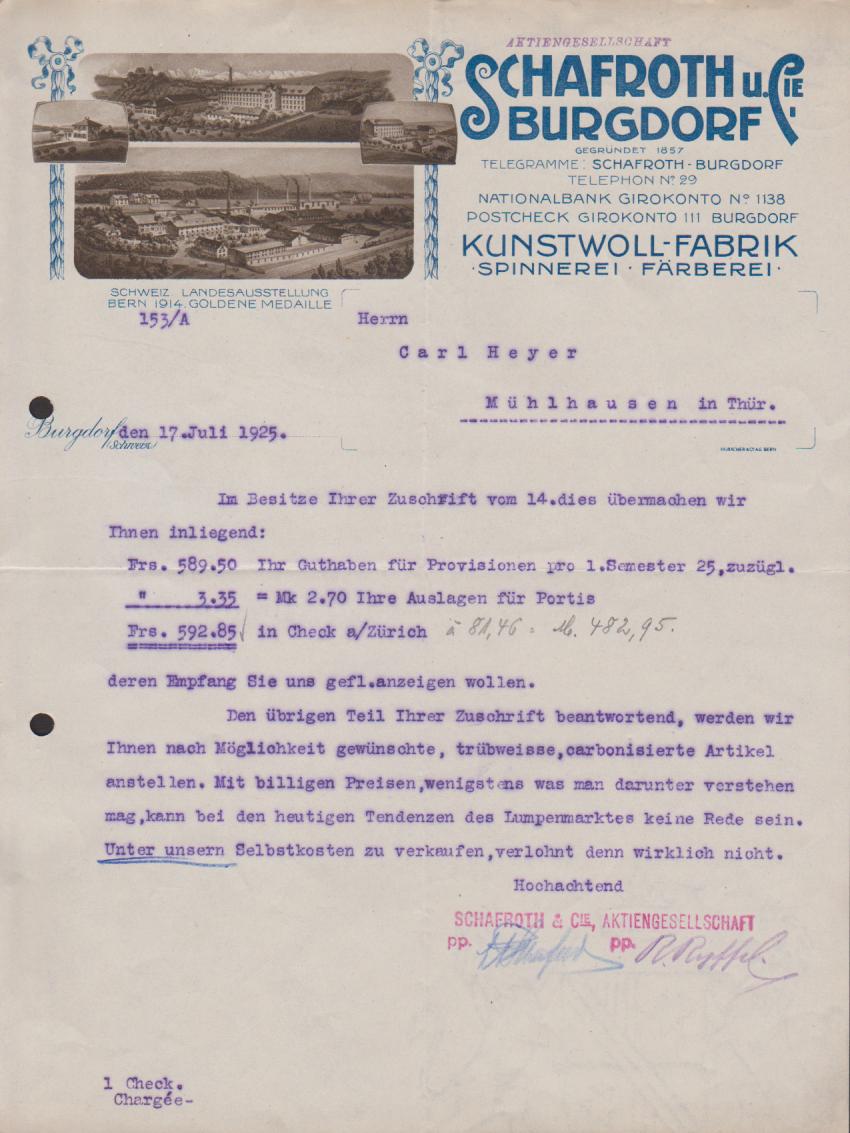 AKTIENGESELLSCHAFT
SCHAFROTH u. CIE
BURGDORF
GEGRÜNDET 1857
TELEGRAMME: SCHAFROTH-BURGDORF
TELEPHON No. 29
NATIONALBANK GIROKONTO No. 1138
POSTCHECK GIROKONTO 111 BURGDORF
KUNSTWOLL-FABRIK
·SPINNEREI · FÄRBEREI·
SCHWEIZ. LANDESAUSSTELLUNG
BERN 1914. GOLDENE MEDAILLE
153/A Herrn
Carl Heyer
Mühlhausen in Thür.
Burgdorf Schweiz den 17.Juli 1925.
Im Besitze Ihrer Zuschrift vom 14.dies übermachen wir
Ihnen inliegend:
Frs. 589.50 Ihr Guthaben für Provisionen pro 1.Semester 25,zuzügl.
" 3.35 = Mk 2.70 Ihre Auslagen für Portis
Frs. 592.85 in Check a/Zürich à 81,46 = M. 482,95.
deren Empfang Sie uns gefl.anzeigen wollen.
Den übrigen Teil Ihrer Zuschrift beantwortend, werden wir
Ihnen nach Möglichkeit gewünschte, trübweisse,carbonisierte Artikel
anstellen. Mit billigen Preisen,wenigstens was man darunter verstehen
mag,kann bei den heutigen Tendenzen des Lumpenmarktes keine Rede sein.
Unter unsern Selbstkosten zu verkaufen,verlohnt denn wirklich nicht.
Hochachtend
SCHAFROTH & CIE, AKTIENGESELLSCHAFT
pp. pp. R. Ryffel.
1 Check.
Chargée-